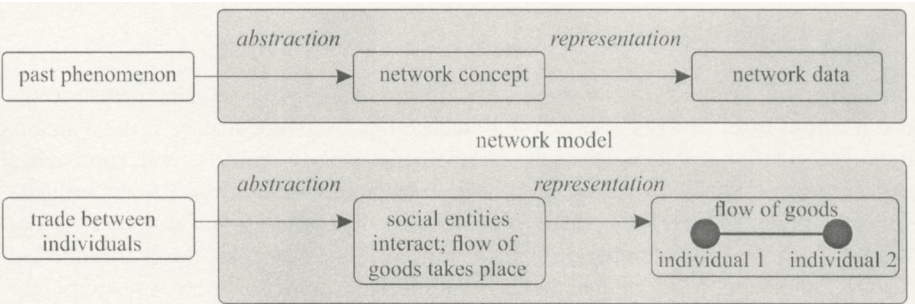 abstraction
representation
past phenomenon
network concept
network data
network model
abstraction
representation
trade between
individuals
social entities
interact; flow of
goods takes place
flow of goods
individual 1
individual 2